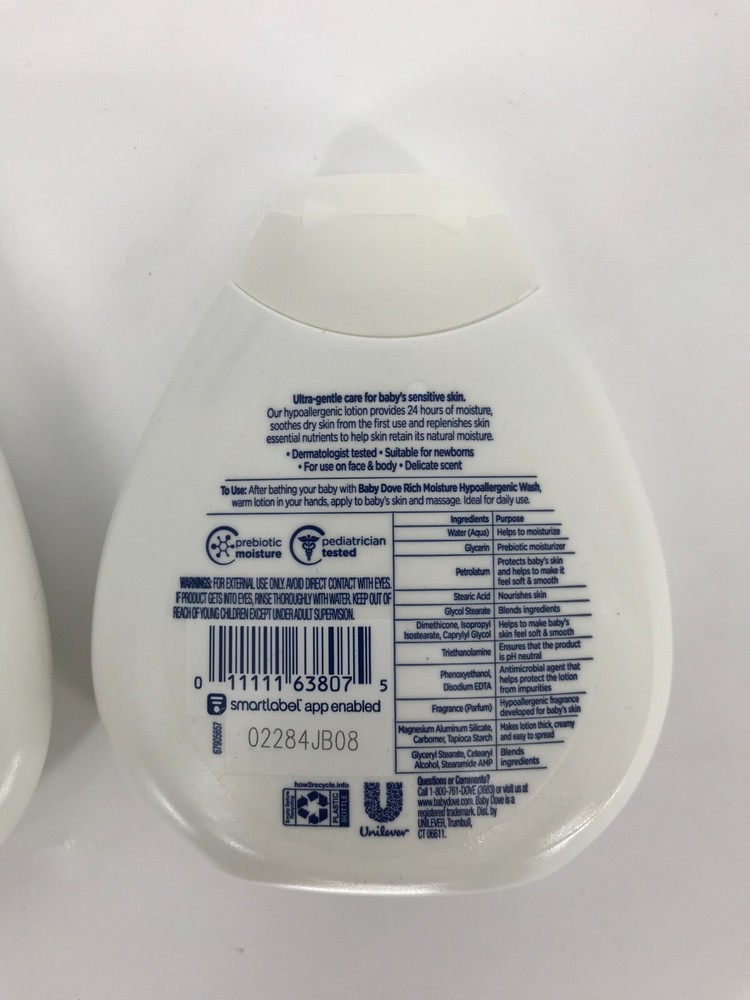 Ultra-gentle care for baby's sensitive skin.
Our hypoallergenic lotion provides 24 hours of moisture,
soothes dry skin from the first use and replenishes skin
essential nutrients to help skin retain its natural moisture.
• Dermatologist tested • Suitable for newborns
• For use on face & body • Delicate scent
To Use: After bathing your baby with Baby Dove Rich Moisture Hypoallergenic Wash,
warm lotion in your hands, apply to baby's skin and massage. Ideal for daily use.
prebiotic
moisture
pediatrician
tested
WARNINGS: FOR EXTERNAL USE ONLY. AVOID DIRECT CONTACT WITH EYES.
IF PRODUCT GETS INTO EYES, RINSE THOROUGHLY WITH WATER. KEEP OUT OF
REACH OF YOUNG CHILDREN EXCEPT UNDER ADULT SUPERVISION.
0 11111 63807 5
smartlabel app enabled
67905657
02284JB08
Ingredients Purpose
Water (Aqua) Helps to moisturize
Glycerin Prebiotic moisturizer
Petrolatum Protects baby's skin
and helps to make it
feel soft & smooth
Stearic Acid Nourishes skin
Glycol Stearate Blends ingredients
Dimethicone, Isopropyl
Isostearate, Caprylyl Glycol
Helps to make baby's
skin feel soft & smooth
Triethanolamine
Ensures that the product
is pH neutral
Phenoxyethanol,
Disodium EDTA
Antimicrobial agent that
helps protect the lotion
from impurities
Fragrance (Parfum)
Hypoallergenic fragrance
developed for baby's skin
Magnesium Aluminum Silicate,
Carbomer, Tapioca Starch
Makes lotion thick, creamy
and easy to spread
Glyceryl Stearate, Cetearyl
Alcohol, Stearamide AMP
Blends
ingredients
how2recycle.info
PLASTIC
BOTTLE
Unilever
Questions or Comments?
Call 1-800-761-DOVE (3683) or visit us at
www.babydove.com. Baby Dove is a
registered trademark. Dist. by
UNILEVER, Trumbull,
CT 06611.